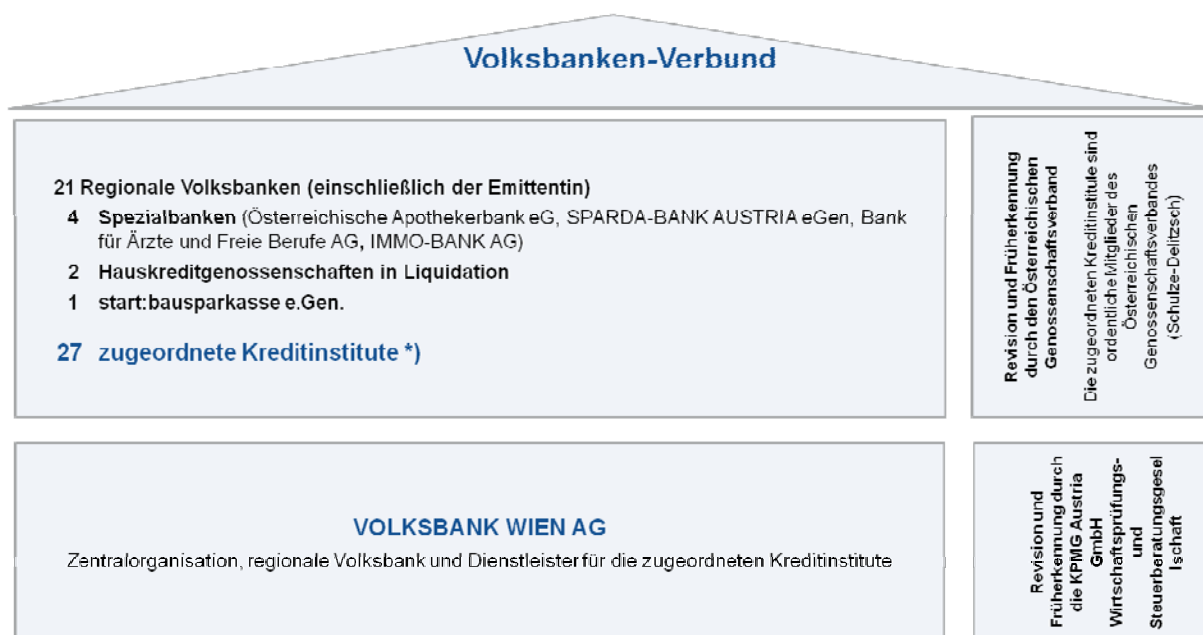 Volksbanken-Verbund
21 Regionale Volksbanken (einschließlich der Emittentin)
4 Spezialbanken (Österreichische Apothekerbank eG, SPARDA-BANK AUSTRIA eGen, Bank
für Ärzte und Freie Berufe AG, IMMO-BANK AG)
2 Hauskreditgenossenschaften in Liquidation
1 start:bausparkasse e.Gen.
27 zugeordnete Kreditinstitute *)
Revision und Früherkennung
durch den Österreichischen
Genossenschaftsverband
Die zugeordneten Kreditinstitute sind
ordentliche Mitglieder des
Österreichischen
Genossenschaftsverbandes
(Schulze-Delitzsch)
VOLKSBANK WIEN AG
Zentralorganisation, regionale Volksbank und Dienstleister für die zugeordneten Kreditinstitute
Revision und
Früherkennung durch
die KPMG Austria
GmbH
Wirtschaftsprüfungs-
und
Steuerberatungsgesel
lschaft